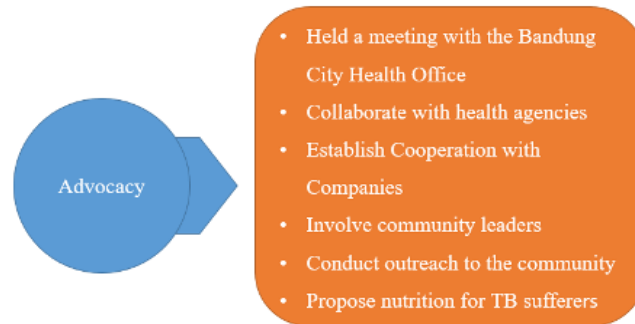 Advocacy
• Held a meeting with the Bandung
City Health Office
• Collaborate with health agencies
• Establish Cooperation with
Companies
• Involve community leaders
• Conduct outreach to the community
• Propose nutrition for TB sufferers